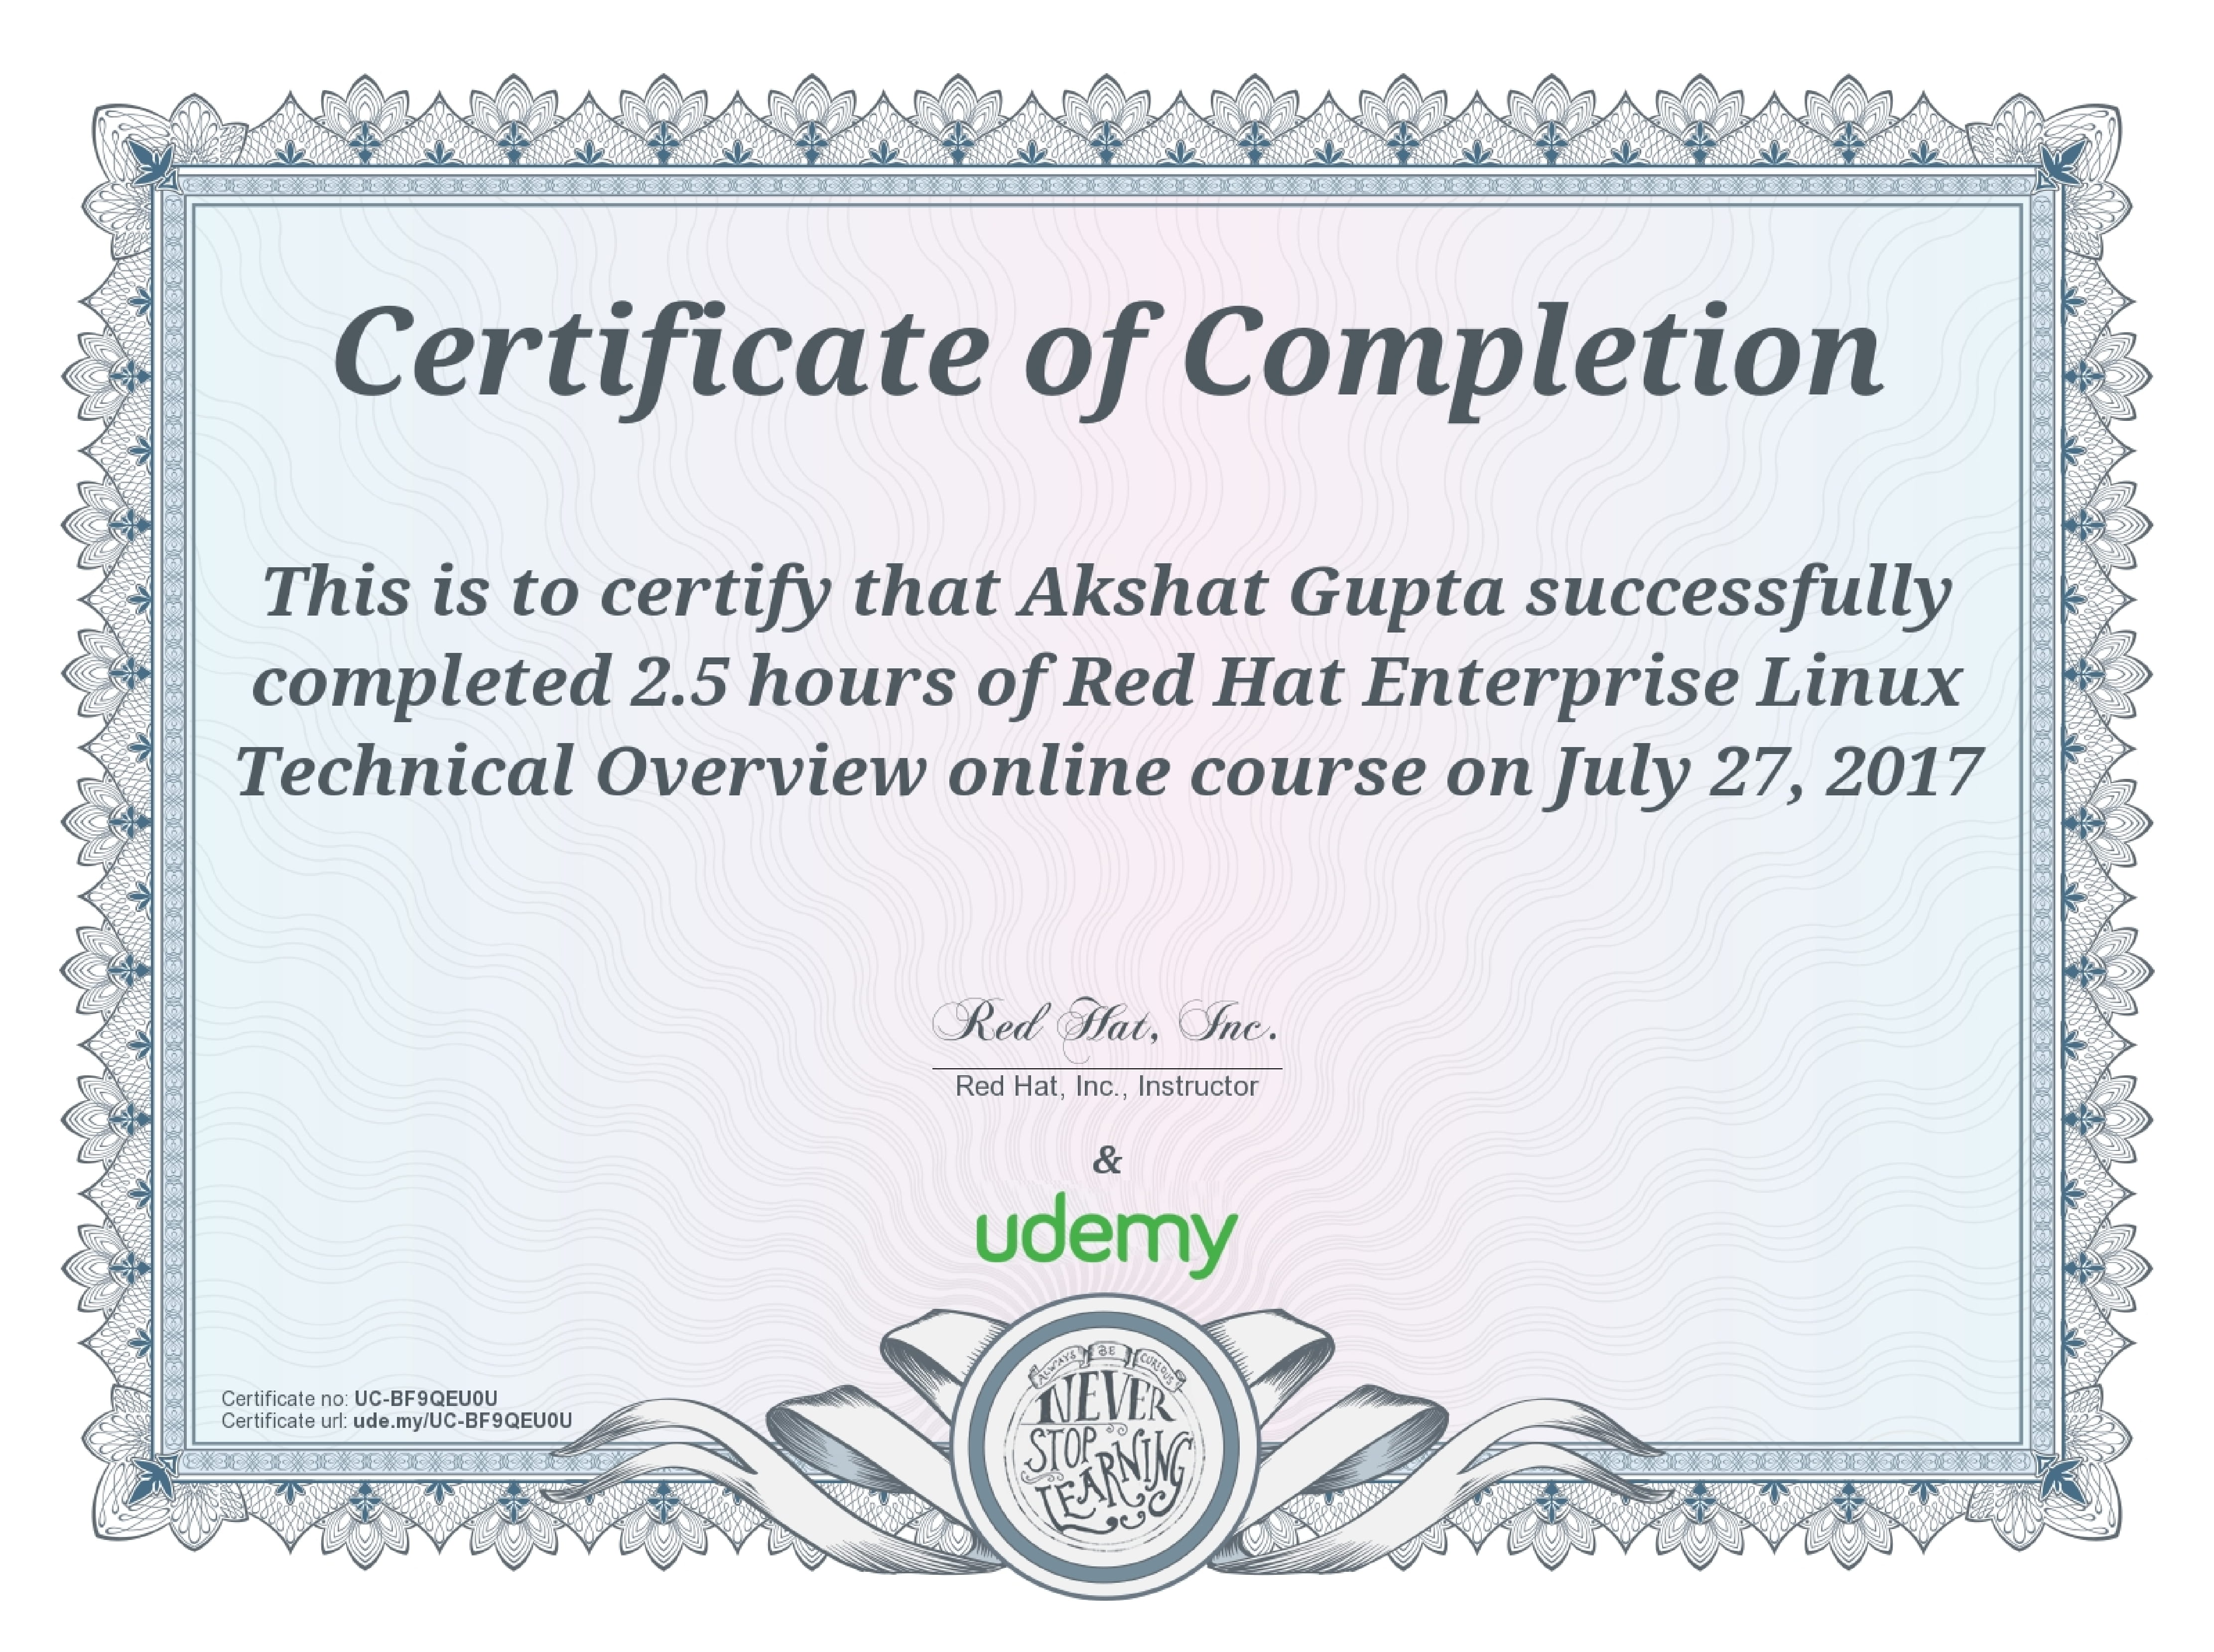 Certificate of Completion
This is to certify that Akshat Gupta successfully
completed 2.5 hours of Red Hat Enterprise Linux
Technical Overview online course on July 27, 2017
Red Hat, Inc.
Red Hat, Inc., Instructor
&
udemy
Certificate no: UC-BF9QEU0U
Certificate url: ude.my/UC-BF9QEU0U
ALWAYS BE CURIOUS
NEVER
STOP
LEARNING